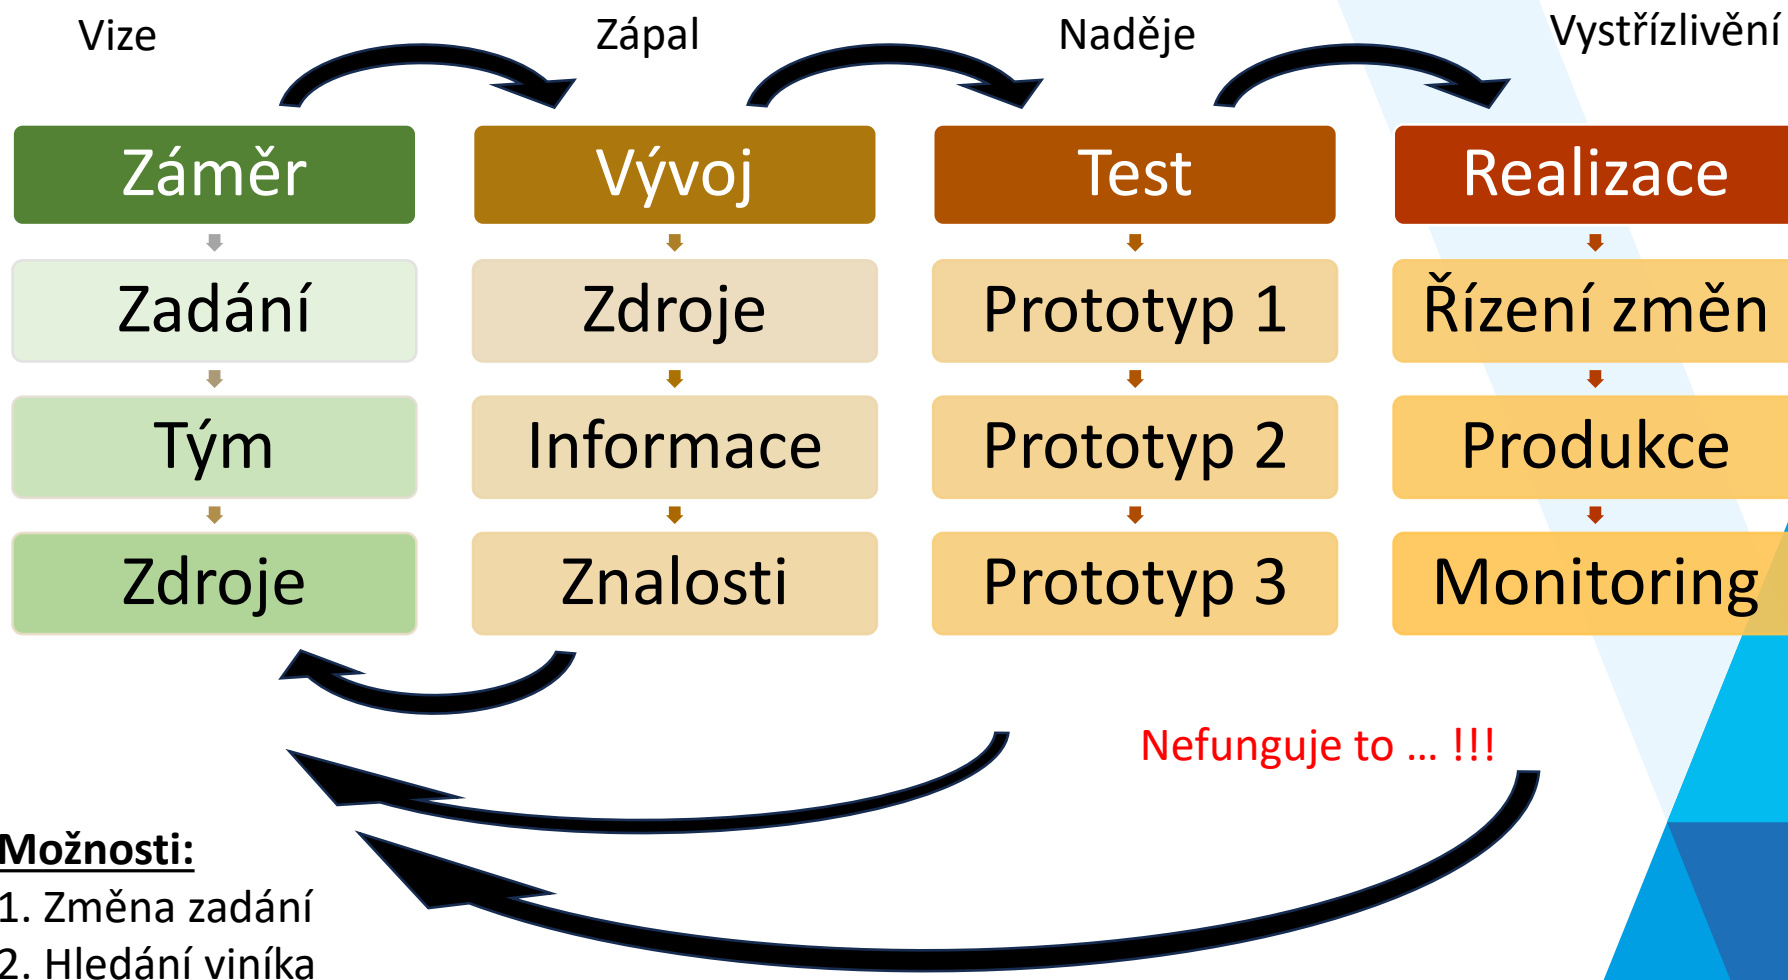 Vize
Zápal
Naděje
Vystřízlivění
Záměr
Vývoj
Test
Realizace
Zadání
Zdroje
Prototyp 1
Řízení změn
Tým
Informace
Prototyp 2
Produkce
Zdroje
Znalosti
Prototyp 3
Monitoring
Nefunguje to … !!!
Možnosti:
1. Změna zadání
2. Hledání viníka